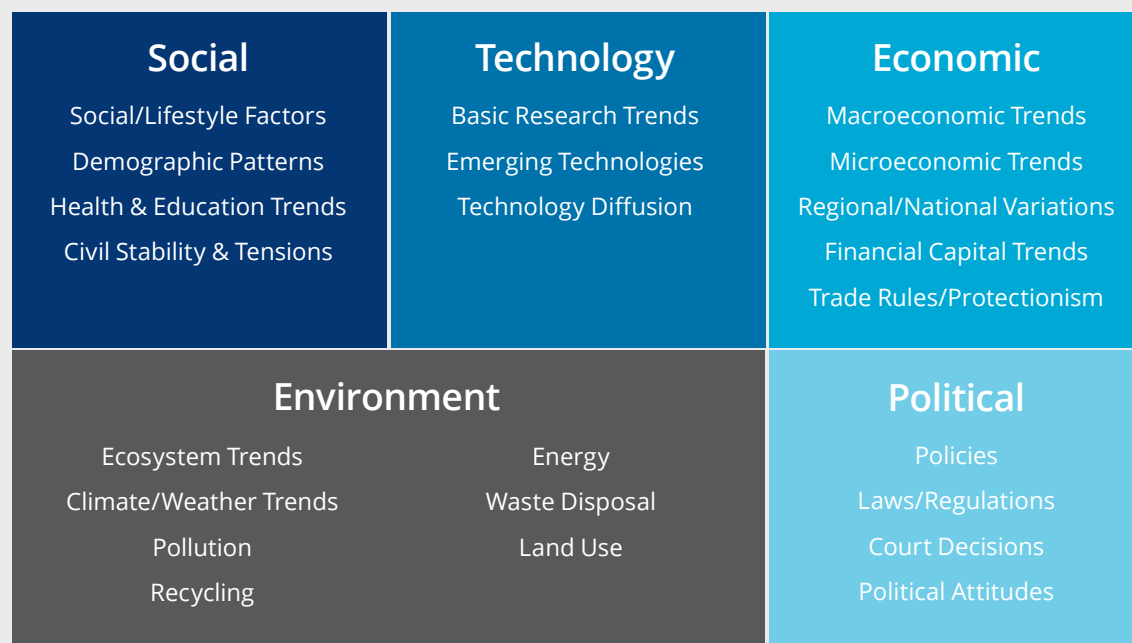 Social
Social/Lifestyle Factors
Demographic Patterns
Health & Education Trends
Civil Stability & Tensions
Technology
Basic Research Trends
Emerging Technologies
Technology Diffusion
Economic
Macroeconomic Trends
Microeconomic Trends
Regional/National Variations
Financial Capital Trends
Trade Rules/Protectionism
Environment
Ecosystem Trends
Climate/Weather Trends
Pollution
Recycling
Energy
Waste Disposal
Land Use
Political
Policies
Laws/Regulations
Court Decisions
Political Attitudes